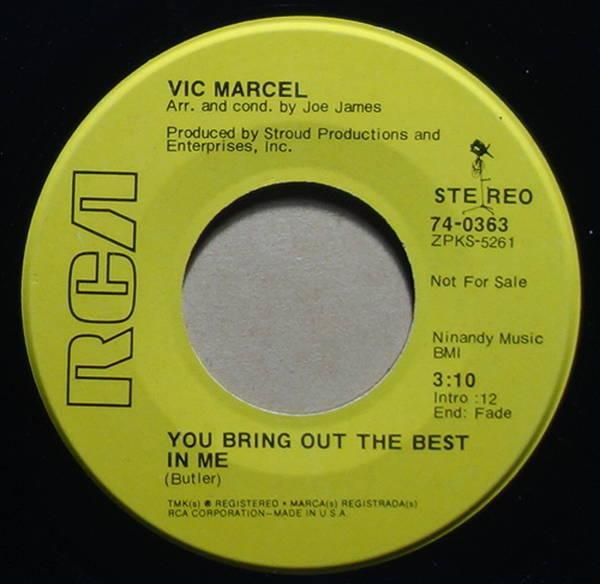 VIC MARCEL
Arr. and cond. by Joe James
Produced by Stroud Productions and
Enterprises, Inc.
RCA
STEREO
74-0363
ZPKS-5261
Not For Sale
Ninandy Music
BMI
3:10
Intro :12
End: Fade
YOU BRING OUT THE BEST
IN ME
(Butler)
TMK(s) ® REGISTERED • MARCA(s) REGISTRADA(s)
RCA CORPORATION—MADE IN U.S.A.